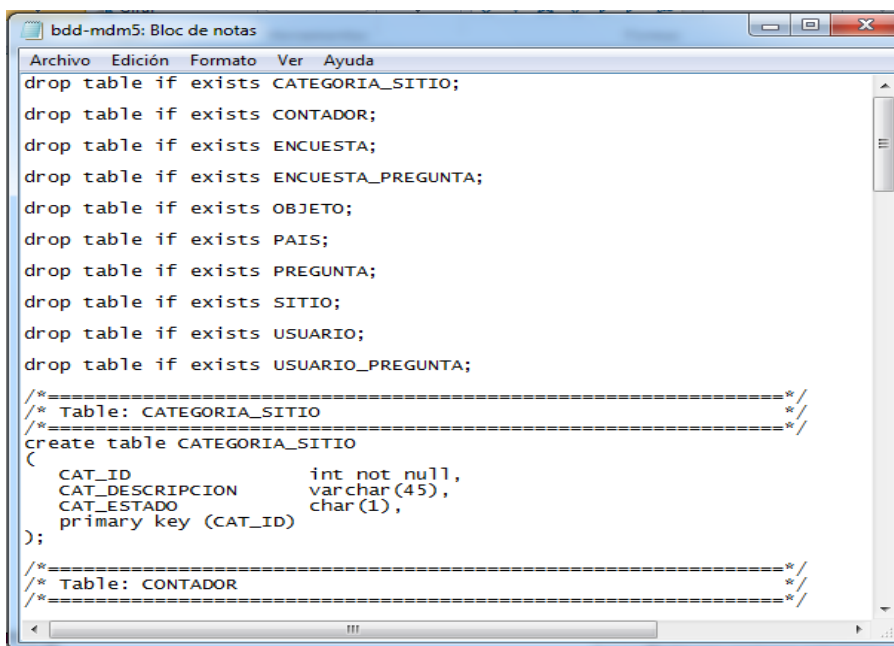 bdd-mdm5: Bloc de notas
Archivo Edición Formato Ver Ayuda
drop table if exists CATEGORIA_SITIO;
drop table if exists CONTADOR;
drop table if exists ENCUESTA;
drop table if exists ENCUESTA_PREGUNTA;
drop table if exists OBJETO;
drop table if exists PAIS;
drop table if exists PREGUNTA;
drop table if exists SITIO;
drop table if exists USUARIO;
drop table if exists USUARIO_PREGUNTA;
/*==============================================================*/
/* Table: CATEGORIA_SITIO */
/*==============================================================*/
create table CATEGORIA_SITIO
(
CAT_ID int not null,
CAT_DESCRIPCION varchar(45),
CAT_ESTADO char(1),
primary key (CAT_ID)
);
/*==============================================================*/
/* Table: CONTADOR */
/*==============================================================*/